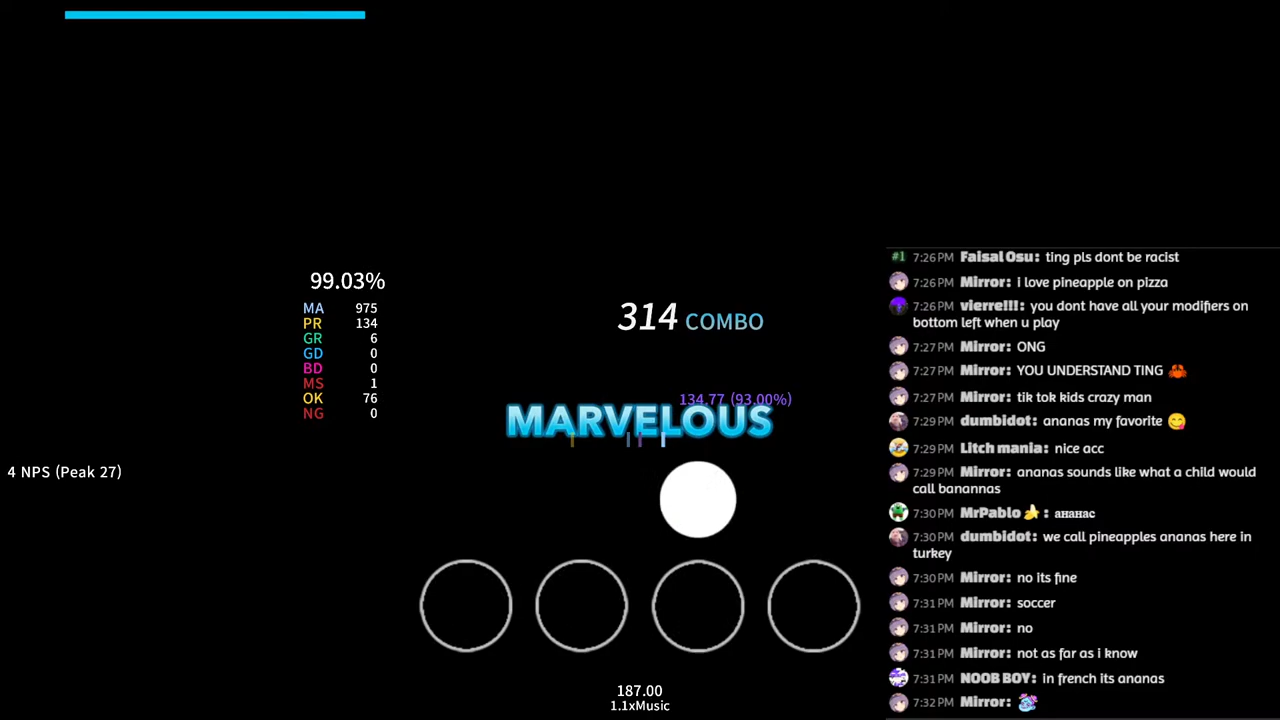 99.03%
MA 975
PR 134
GR 6
GD 0
BD 0
MS 1
OK 76
NG 0
4 NPS (Peak 27)
314 COMBO
134.77 (93.00%)
MARVELOUS
187.00
1.1xMusic
#1 7:26 PM Faisal Osu: ting pls dont be racist
7:26 PM Mirror: i love pineapple on pizza
7:26 PM vierre!!!: you dont have all your modifiers on
bottom left when u play
7:27 PM Mirror: ONG
7:27 PM Mirror: YOU UNDERSTAND TING 🦀
7:27 PM Mirror: tik tok kids crazy man
7:29 PM dumbidot: ananas my favorite 😋
7:29 PM Litch mania: nice acc
7:29 PM Mirror: ananas sounds like what a child would
call banannas
7:30 PM MrPablo 🍌 : ананас
7:30 PM dumbidot: we call pineapples ananas here in
turkey
7:30 PM Mirror: no its fine
7:31 PM Mirror: soccer
7:31 PM Mirror: no
7:31 PM Mirror: not as far as i know
7:31 PM NOOB BOY: in french its ananas
7:32 PM Mirror: